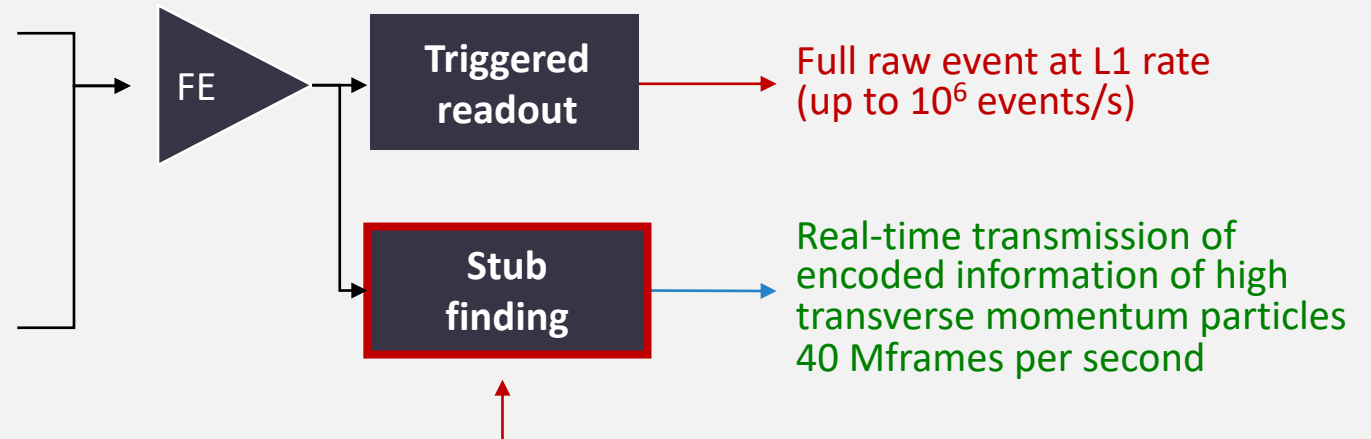 FE
Triggered
readout
Full raw event at L1 rate
(up to 10⁶ events/s)
Stub
finding
Real-time transmission of
encoded information of high
transverse momentum particles
40 Mframes per second